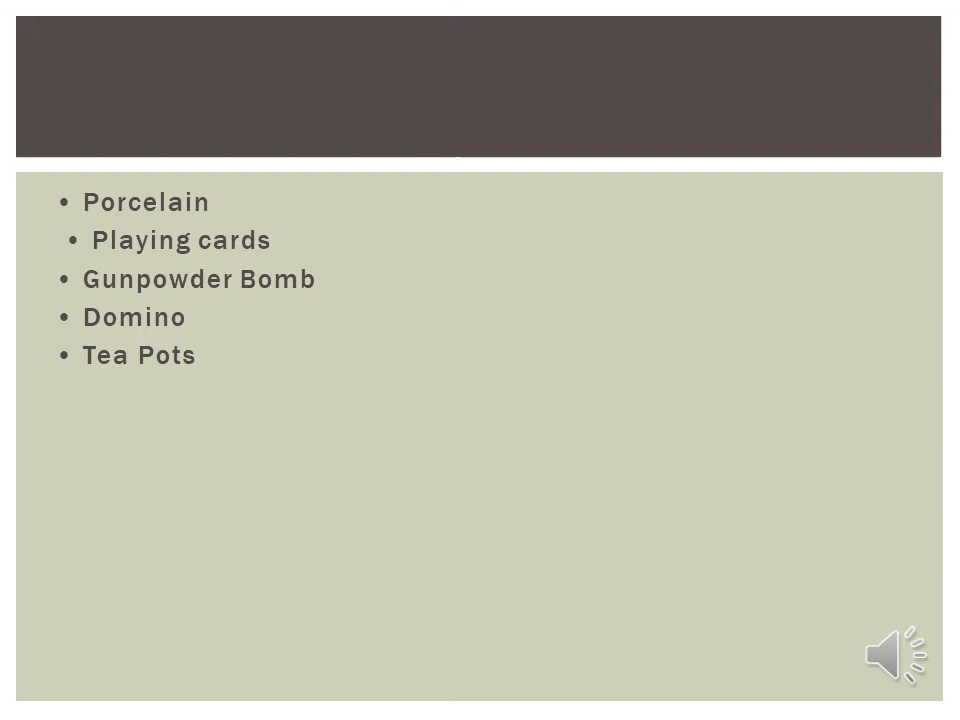 • Porcelain
• Playing cards
• Gunpowder Bomb
• Domino
• Tea Pots